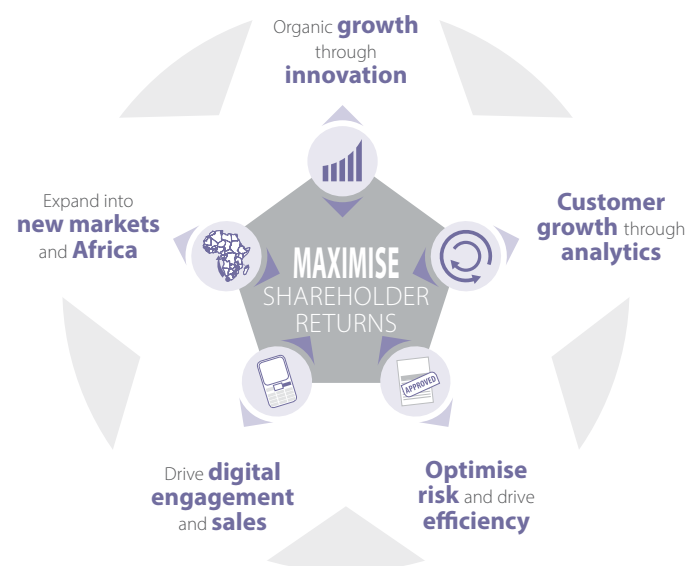 Organic growth
through
innovation
Expand into
new markets
and Africa
Customer
growth through
analytics
MAXIMISE
SHAREHOLDER
RETURNS
APPROVED
Drive digital
engagement
and sales
Optimise
risk and drive
efficiency